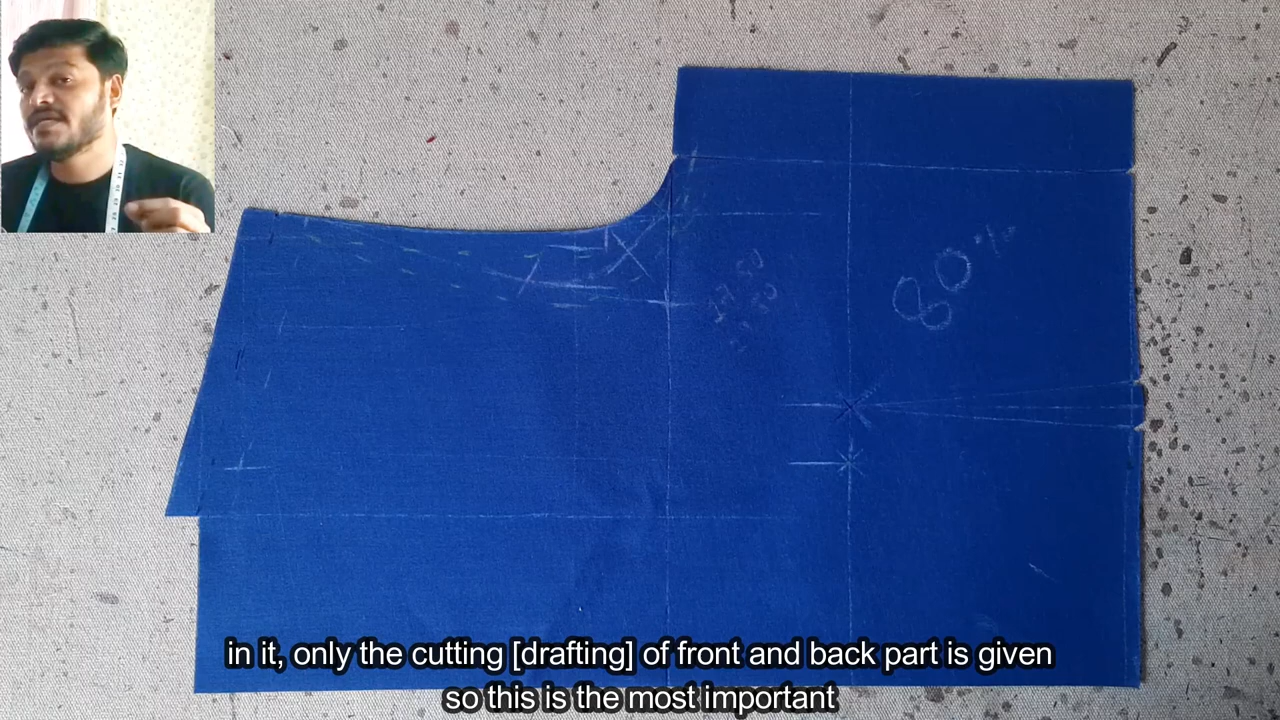 80%
in it, only the cutting [drafting] of front and back part is given
so this is the most important